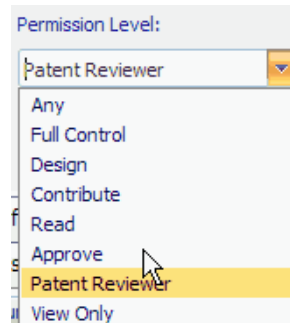 Permission Level:
Patent Reviewer
Any
Full Control
Design
Contribute
Read
Approve
Patent Reviewer
View Only